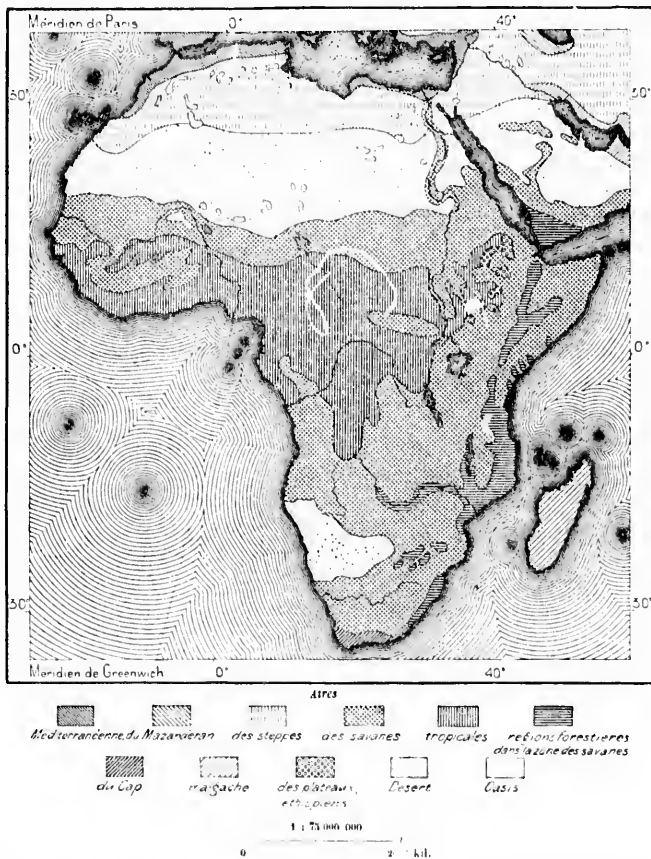 Méridien de Paris 0° 40°
30° 30°
0° 0°
30° 30°
Méridien de Greenwich 0° 40°
Aires
Méditerranéenne du Mazandéran des steppes des savanes tropicales régions forestières
dans la zone des savanes
du Cap malgache des plateaux Désert Oasis
éthiopiens
1 : 75 000 000
0 kil.